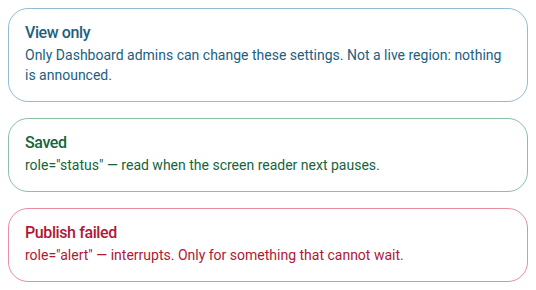 View only
Only Dashboard admins can change these settings. Not a live region: nothing
is announced.
Saved
role="status" — read when the screen reader next pauses.
Publish failed
role="alert" — interrupts. Only for something that cannot wait.